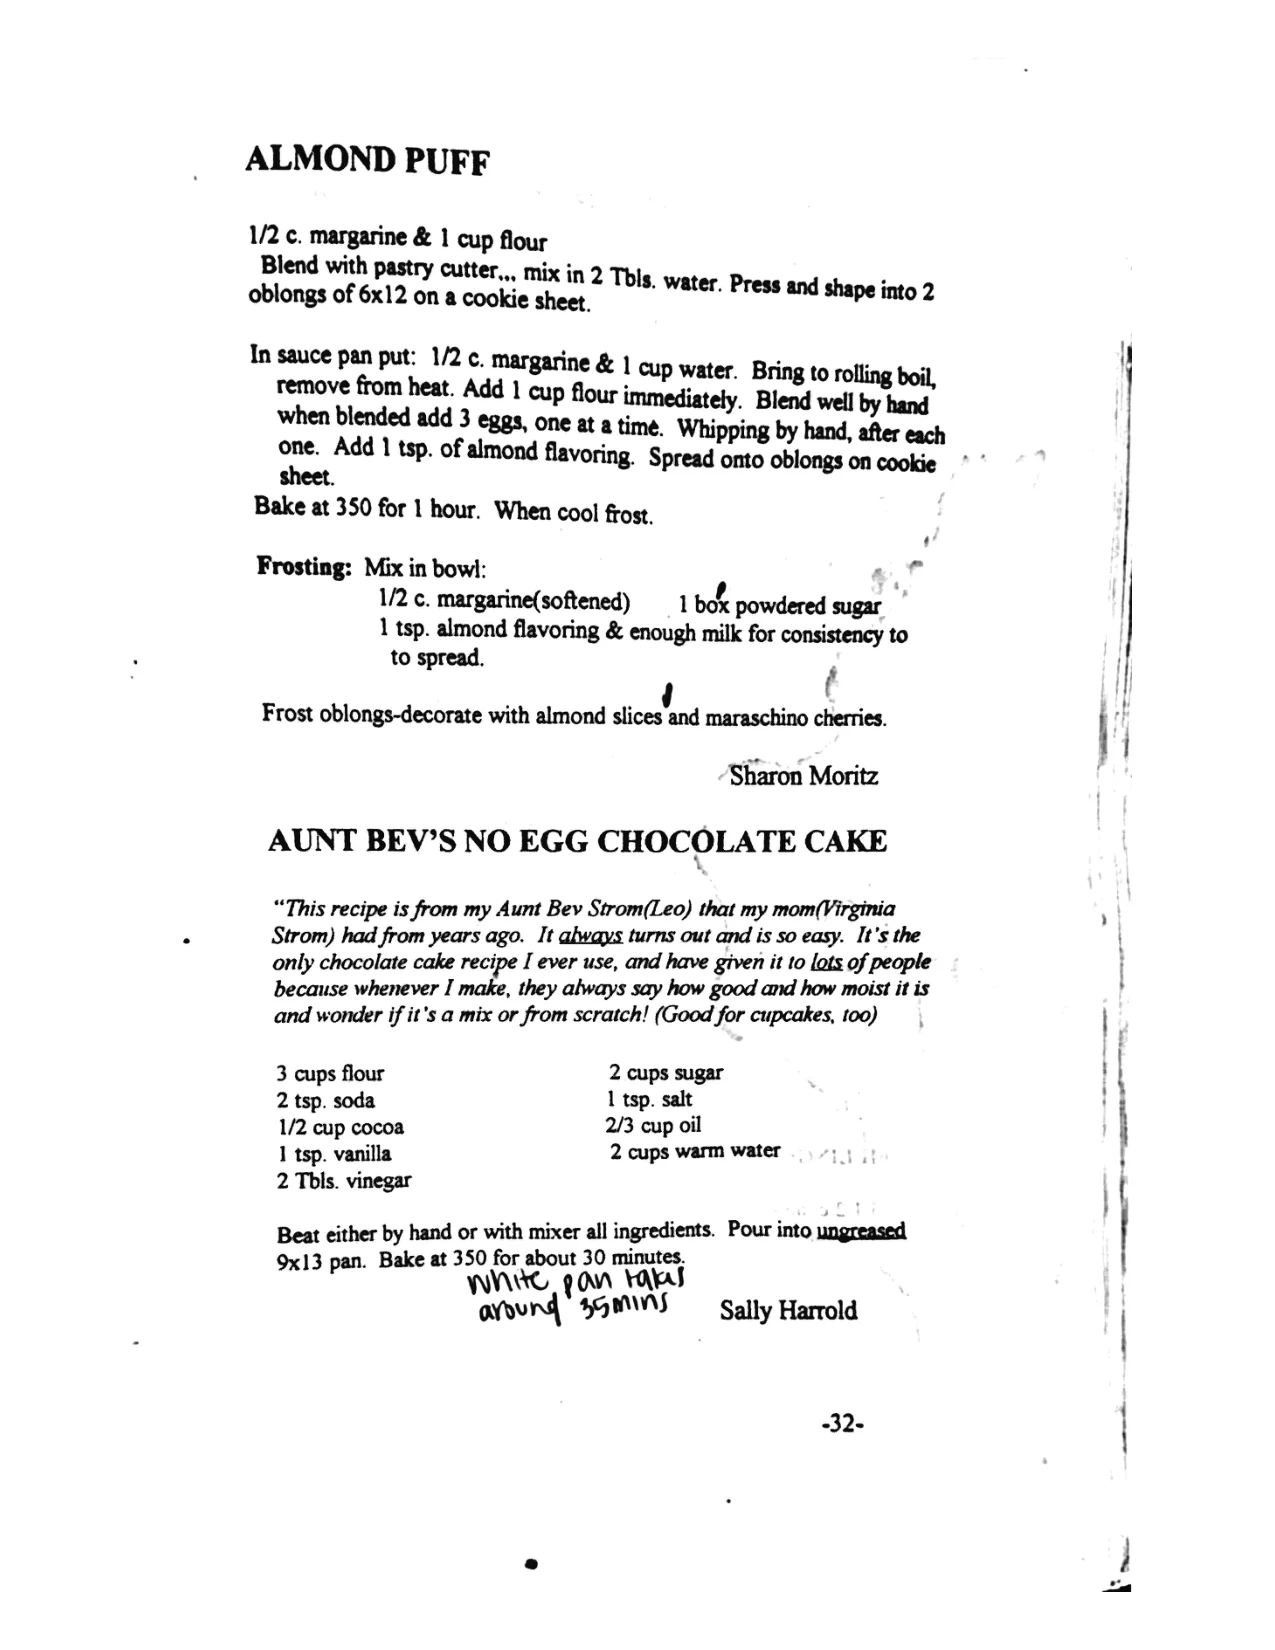 ALMOND PUFF
1/2 c. margarine & 1 cup flour
Blend with pastry cutter... mix in 2 Tbls. water. Press and shape into 2
oblongs of 6x12 on a cookie sheet.
In sauce pan put: 1/2 c. margarine & 1 cup water. Bring to rolling boil,
remove from heat. Add 1 cup flour immediately. Blend well by hand
when blended add 3 eggs, one at a time. Whipping by hand, after each
one. Add 1 tsp. of almond flavoring. Spread onto oblongs on cookie
sheet.
Bake at 350 for 1 hour. When cool frost.
Frosting: Mix in bowl:
1/2 c. margarine(softened) 1 box powdered sugar
1 tsp. almond flavoring & enough milk for consistency to
to spread.
Frost oblongs-decorate with almond slices and maraschino cherries.
Sharon Moritz
AUNT BEV'S NO EGG CHOCOLATE CAKE
"This recipe is from my Aunt Bev Strom(Leo) that my mom(Virginia
Strom) had from years ago. It always turns out and is so easy. It's the
only chocolate cake recipe I ever use, and have given it to lots of people
because whenever I make, they always say how good and how moist it is
and wonder if it's a mix or from scratch! (Good for cupcakes, too)
3 cups flour 2 cups sugar
2 tsp. soda 1 tsp. salt
1/2 cup cocoa 2/3 cup oil
1 tsp. vanilla 2 cups warm water
2 Tbls. vinegar
Beat either by hand or with mixer all ingredients. Pour into ungreased
9x13 pan. Bake at 350 for about 30 minutes.
White pan takes
around 35 mins
Sally Harrold
-32-